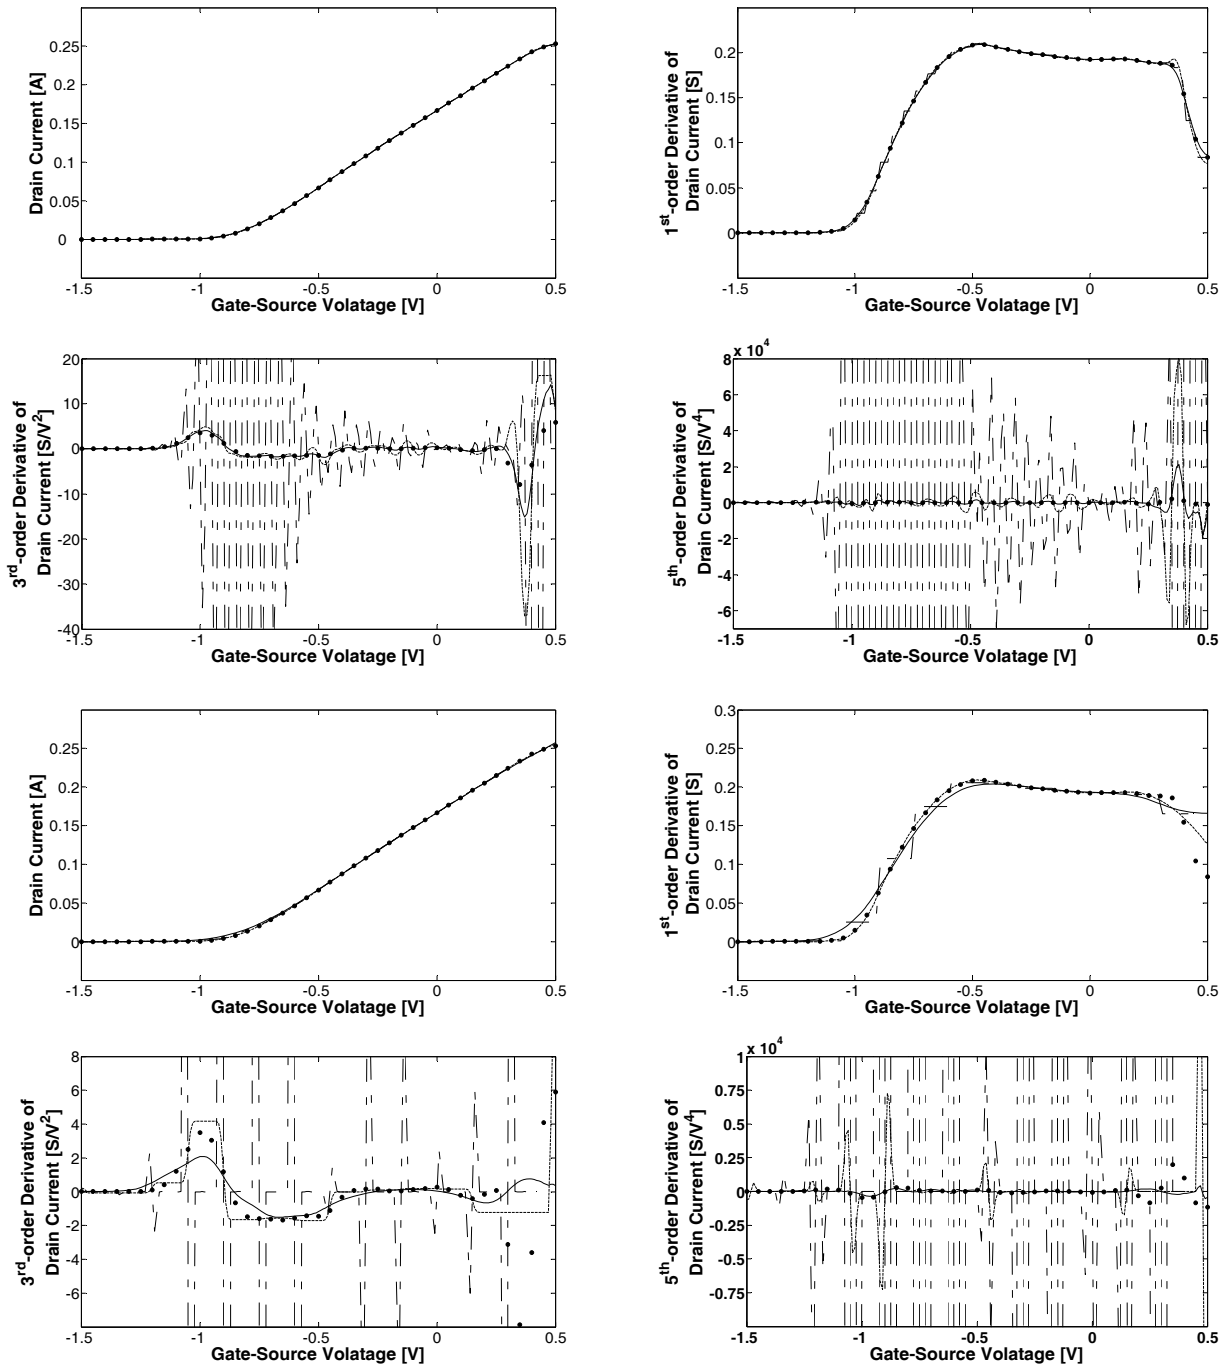 0.25
0.2
0.15
0.1
0.05
0
Drain Current [A]
-1.5 -1 -0.5 0 0.5
Gate-Source Volatage [V]
0.2
0.15
0.1
0.05
0
1st-order Derivative of
Drain Current [S]
-1.5 -1 -0.5 0 0.5
Gate-Source Volatage [V]
20
10
0
-10
-20
-30
-40
3rd-order Derivative of
Drain Current [S/V2]
-1.5 -1 -0.5 0 0.5
Gate-Source Volatage [V]
x 104
8
6
4
2
0
-2
-4
-6
5th-order Derivative of
Drain Current [S/V4]
-1.5 -1 -0.5 0 0.5
Gate-Source Volatage [V]
0.25
0.2
0.15
0.1
0.05
0
Drain Current [A]
-1.5 -1 -0.5 0 0.5
Gate-Source Volatage [V]
0.3
0.25
0.2
0.15
0.1
0.05
0
1st-order Derivative of
Drain Current [S]
-1.5 -1 -0.5 0 0.5
Gate-Source Volatage [V]
8
6
4
2
0
-2
-4
-6
3rd-order Derivative of
Drain Current [S/V2]
-1.5 -1 -0.5 0 0.5
Gate-Source Volatage [V]
x 104
1
0.75
0.5
0.25
0
-0.25
-0.5
-0.75
5th-order Derivative of
Drain Current [S/V4]
-1.5 -1 -0.5 0 0.5
Gate-Source Volatage [V]